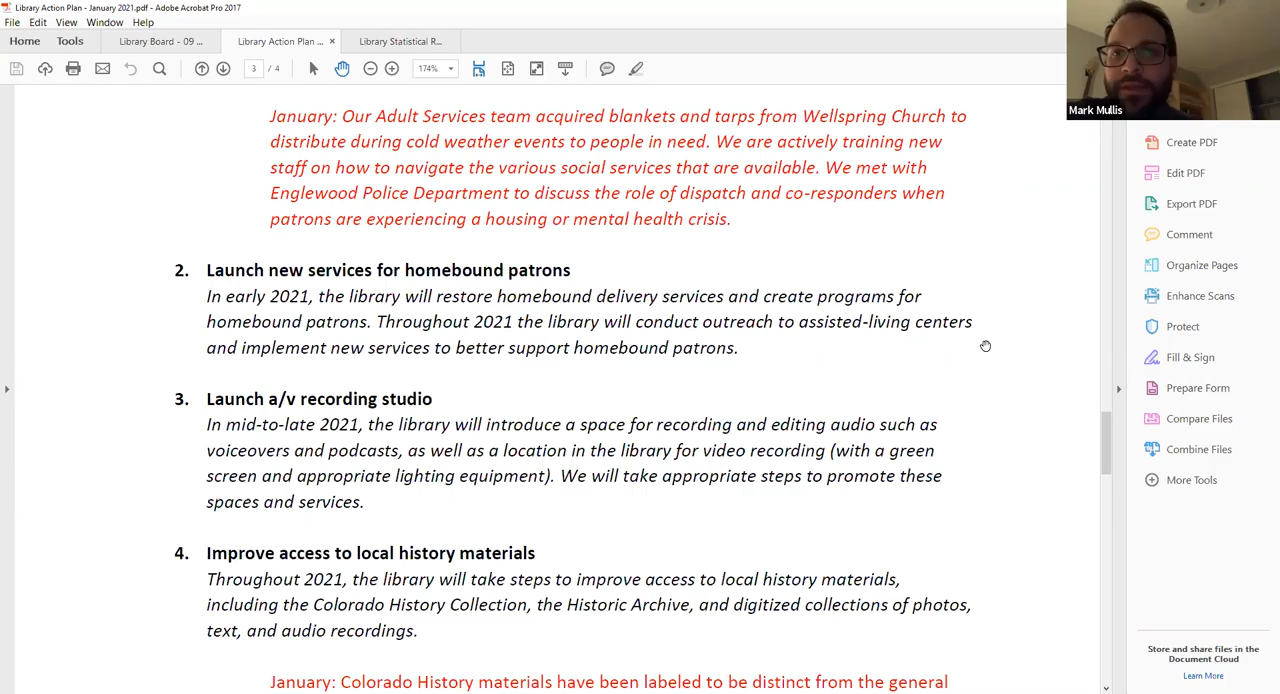 Library Action Plan - January 2021.pdf - Adobe Acrobat Pro 2017
File Edit View Window Help
Home Tools Library Board - 09 ... Library Action Plan ... × Library Statistical R...
3 / 4 174%
Mark Mullis
January: Our Adult Services team acquired blankets and tarps from Wellspring Church to
distribute during cold weather events to people in need. We are actively training new
staff on how to navigate the various social services that are available. We met with
Englewood Police Department to discuss the role of dispatch and co-responders when
patrons are experiencing a housing or mental health crisis.
2. Launch new services for homebound patrons
In early 2021, the library will restore homebound delivery services and create programs for
homebound patrons. Throughout 2021 the library will conduct outreach to assisted-living centers
and implement new services to better support homebound patrons.
3. Launch a/v recording studio
In mid-to-late 2021, the library will introduce a space for recording and editing audio such as
voiceovers and podcasts, as well as a location in the library for video recording (with a green
screen and appropriate lighting equipment). We will take appropriate steps to promote these
spaces and services.
4. Improve access to local history materials
Throughout 2021, the library will take steps to improve access to local history materials,
including the Colorado History Collection, the Historic Archive, and digitized collections of photos,
text, and audio recordings.
January: Colorado History materials have been labeled to be distinct from the general
Create PDF
Edit PDF
Export PDF
Comment
Organize Pages
Enhance Scans
Protect
Fill & Sign
Prepare Form
Compare Files
Combine Files
More Tools
Store and share files in the
Document Cloud
Learn More